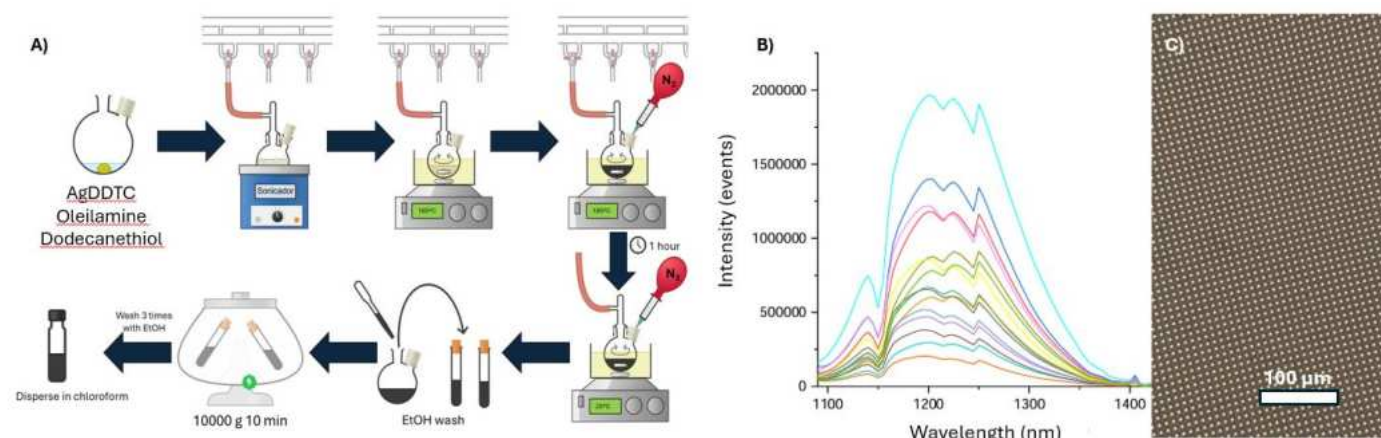 A)
N₂
N₂
AgDDTC
Oleilamine
Dodecanethiol
Sonicador
1 hour
N₂
Wash 3 times
with EtOH
Disperse in chloroform
10000 g 10 min
EtOH wash
B)
Intensity (events)
2000000
1500000
1000000
500000
0
1100
1200
1300
1400
Wavelength (nm)
C)
100 µm